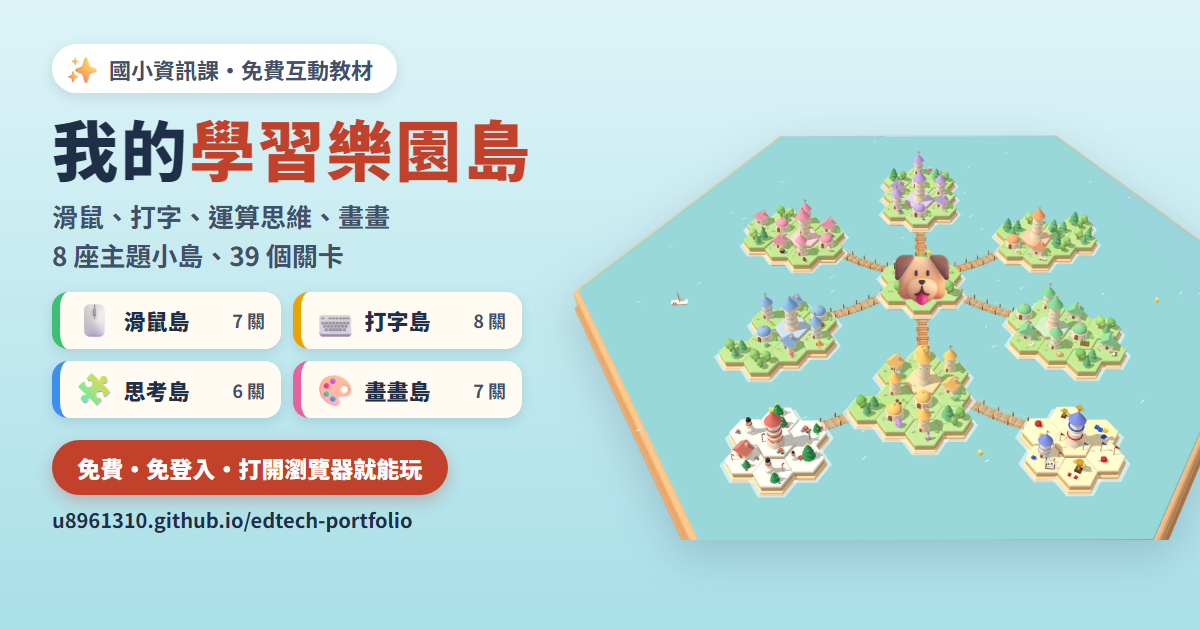 國小資訊課・免費互動教材
我的學習樂園島
滑鼠、打字、運算思維、畫畫
8 座主題小島、39 個關卡
滑鼠島 7 關
打字島 8 關
思考島 6 關
畫畫島 7 關
免費・免登入・打開瀏覽器就能玩
u8961310.github.io/edtech-portfolio